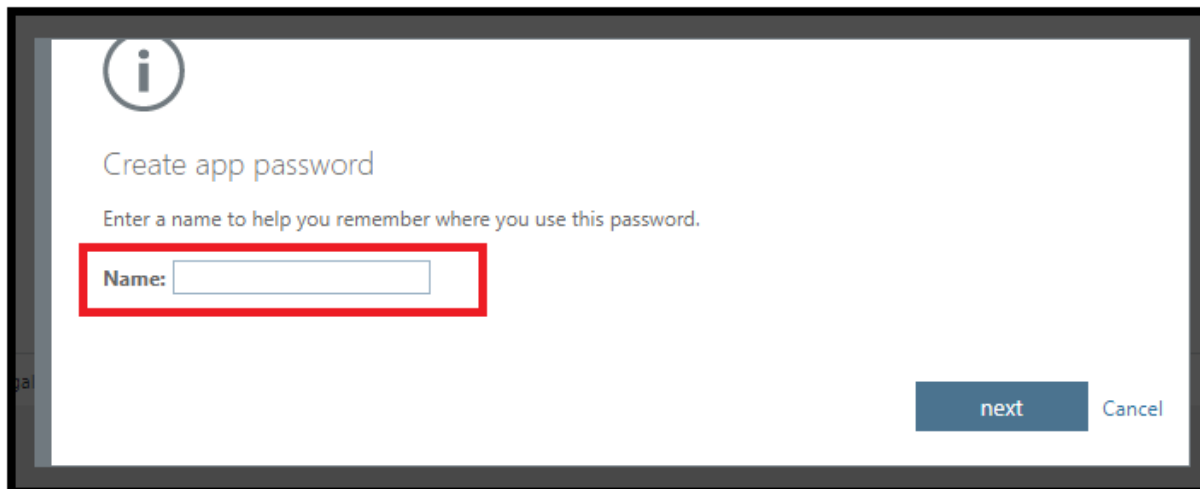 Create app password
Enter a name to help you remember where you use this password.
Name:
next Cancel